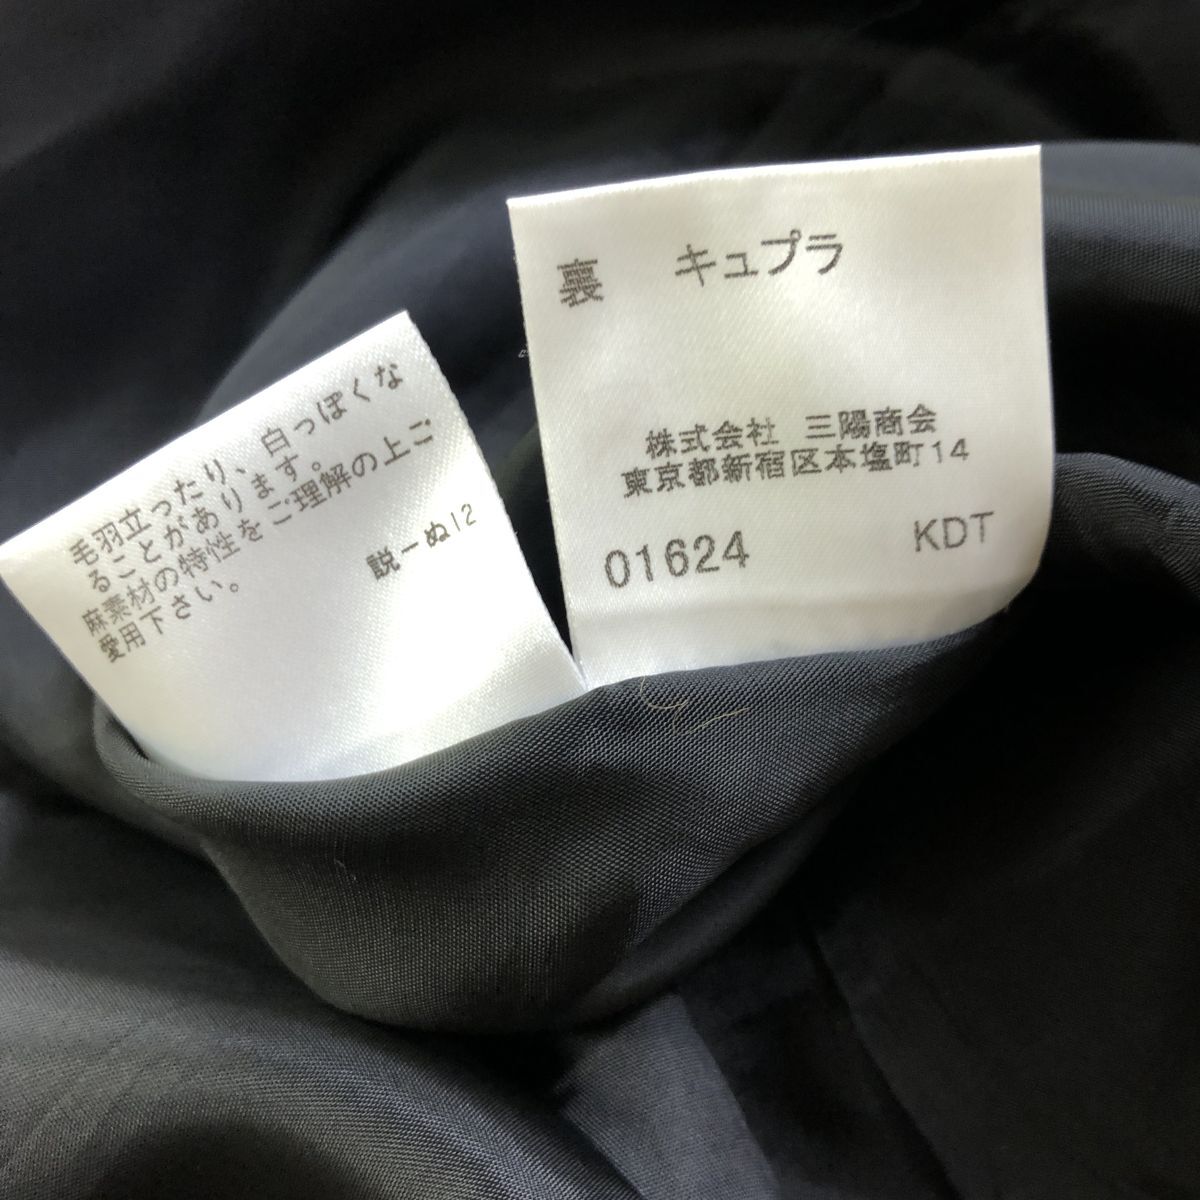 毛羽立ったり、白っぽくな
ることがあります。
麻素材の特性をご理解の上ご
愛用下さい。
説-ぬ12
裏 キュプラ
株式会社 三陽商会
東京都新宿区本塩町14
01624 KDT